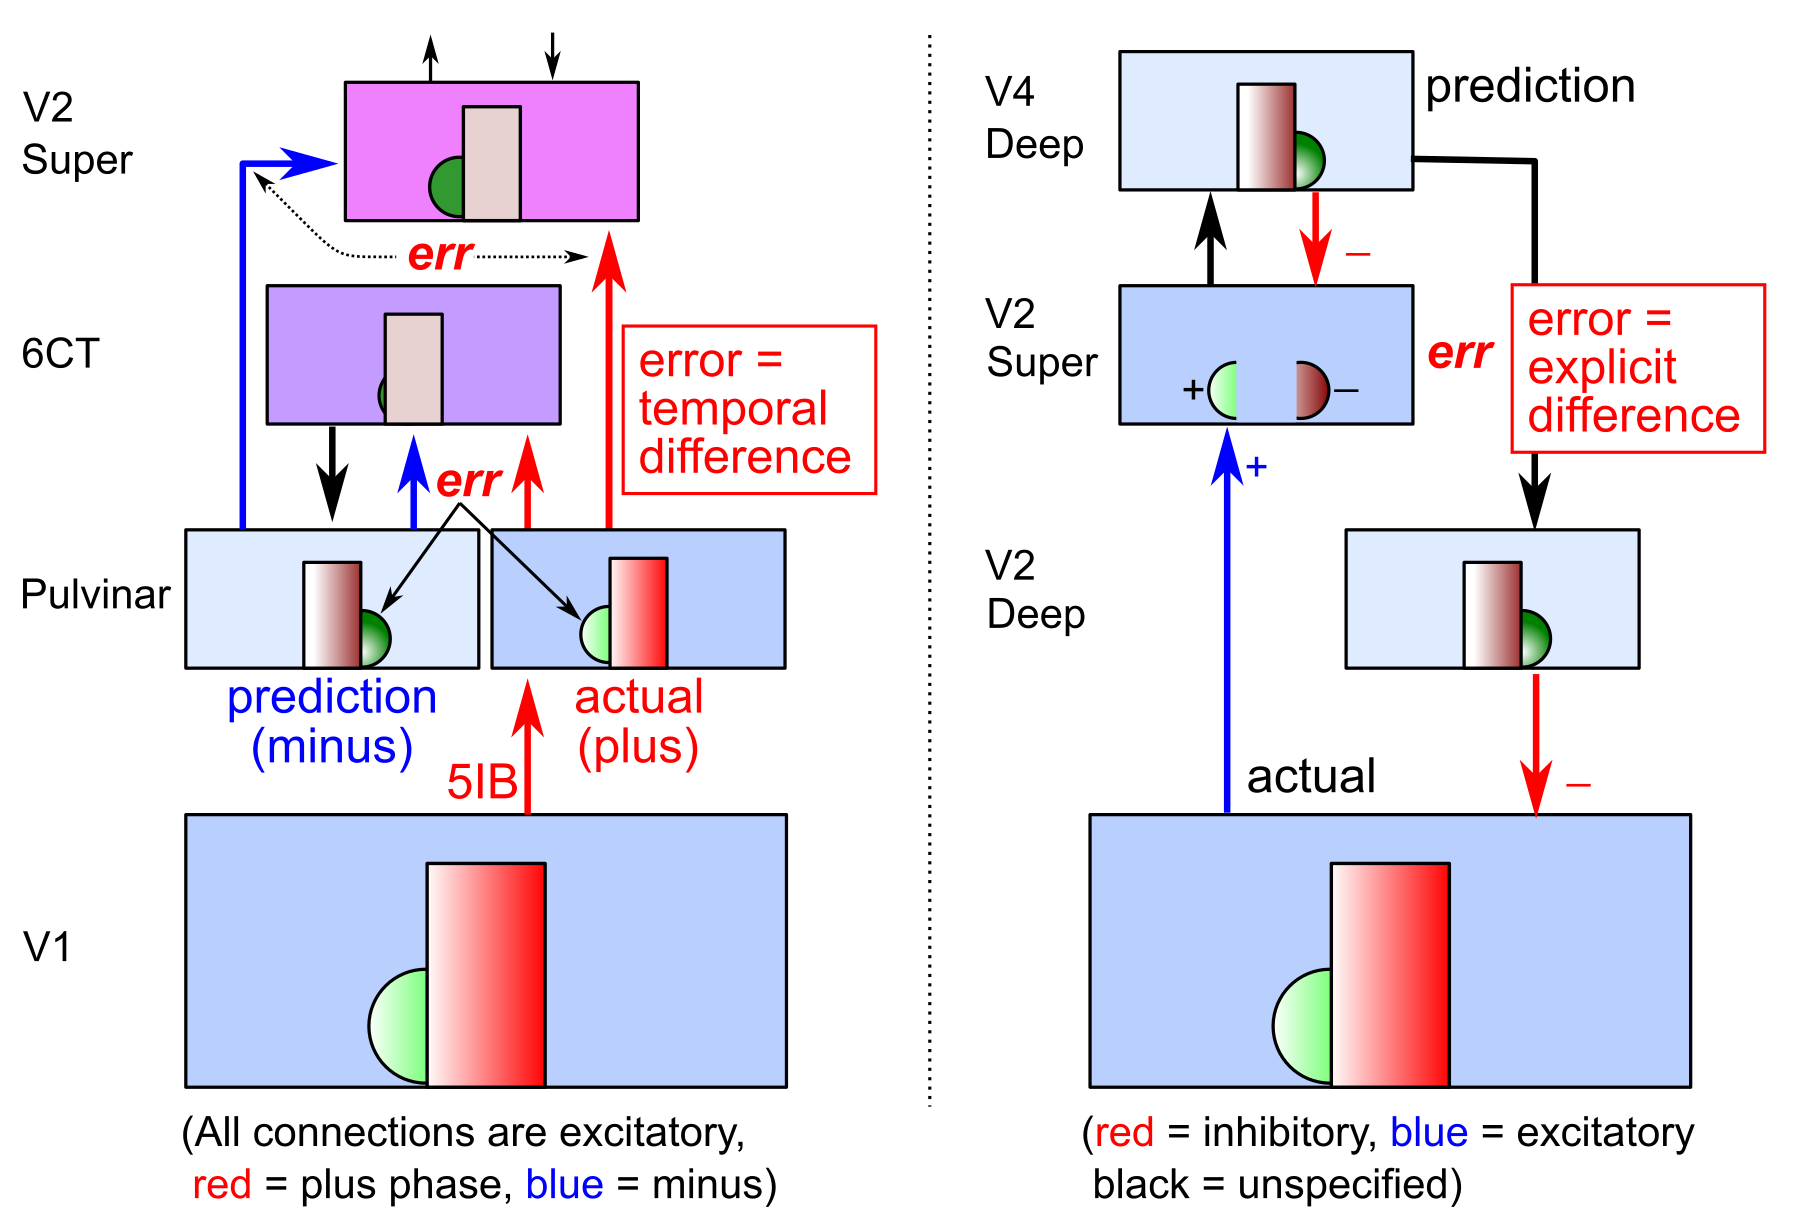 V2
Super
err
6CT
error =
temporal
difference
err
Pulvinar
prediction
(minus)
actual
(plus)
5IB
V1
(All connections are excitatory,
red = plus phase, blue = minus)
V4
Deep
prediction
–
V2
Super
+
–
err
error =
explicit
difference
+
V2
Deep
actual
–
(red = inhibitory, blue = excitatory
black = unspecified)